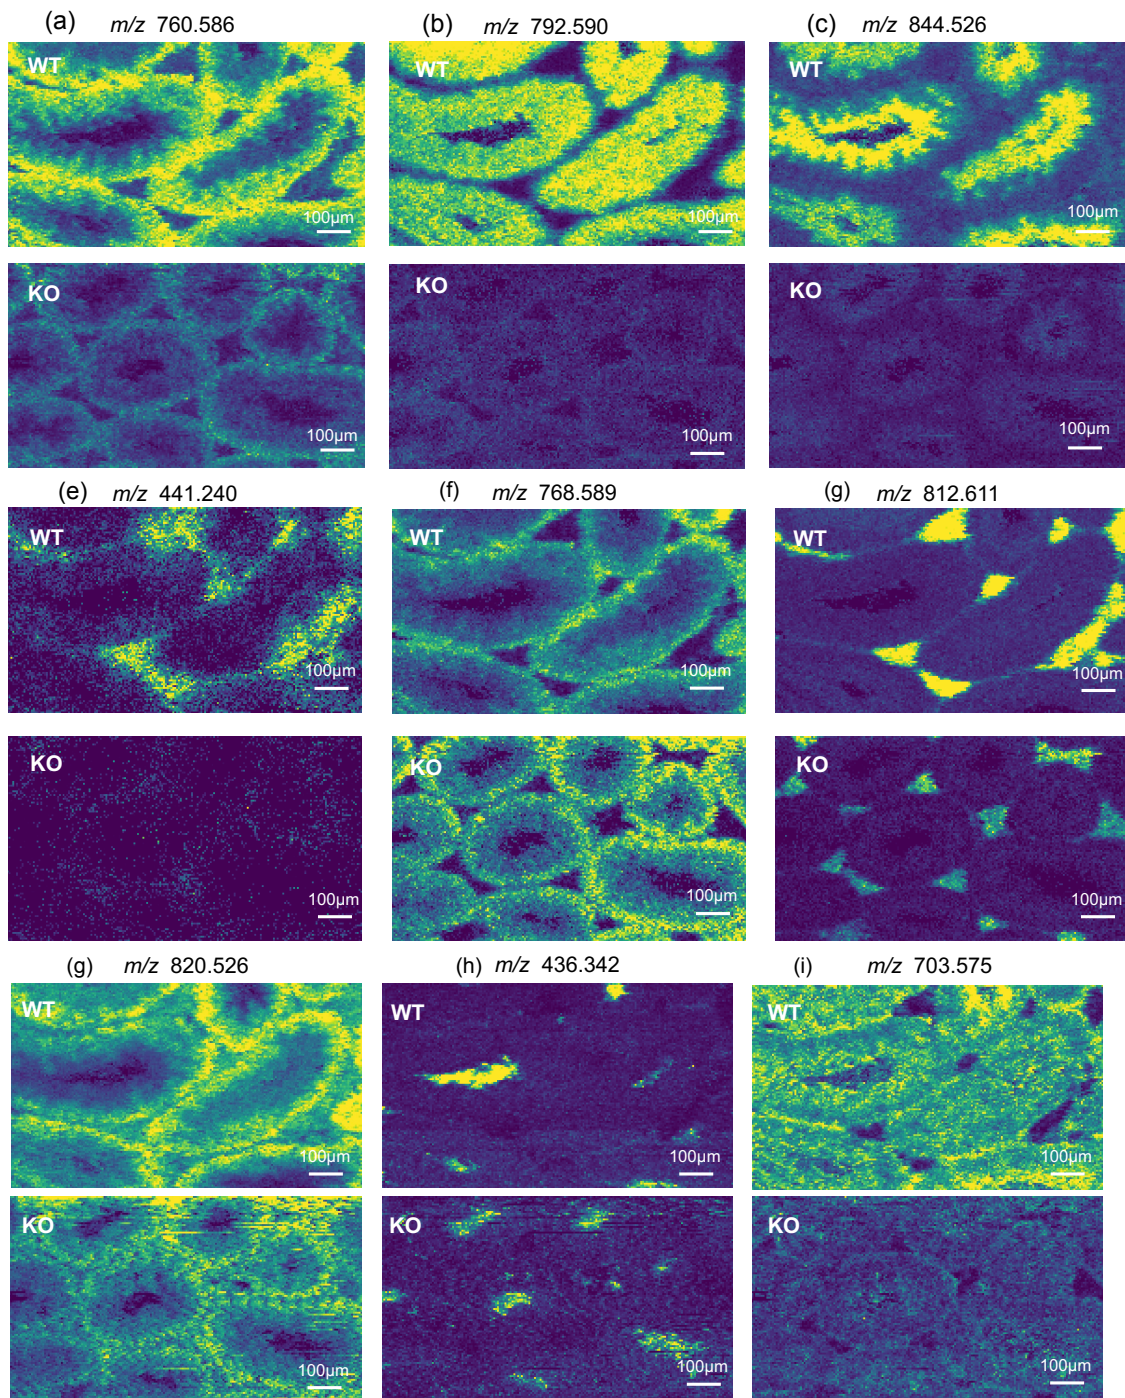 (a) m/z 760.586 (b) m/z 792.590 (c) m/z 844.526
WT
100µm
100µm
100µm
KO KO KO
100µm
100µm
100µm
(e) m/z 441.240 (f) m/z 768.589 (g) m/z 812.611
WT WT WT
100µm
100µm
100µm
KO KO KO
100µm
100µm
100µm
(g) m/z 820.526 (h) m/z 436.342 (i) m/z 703.575
WT WT WT
100µm
100µm
100µm
KO KO KO
100µm
100µm
100µm